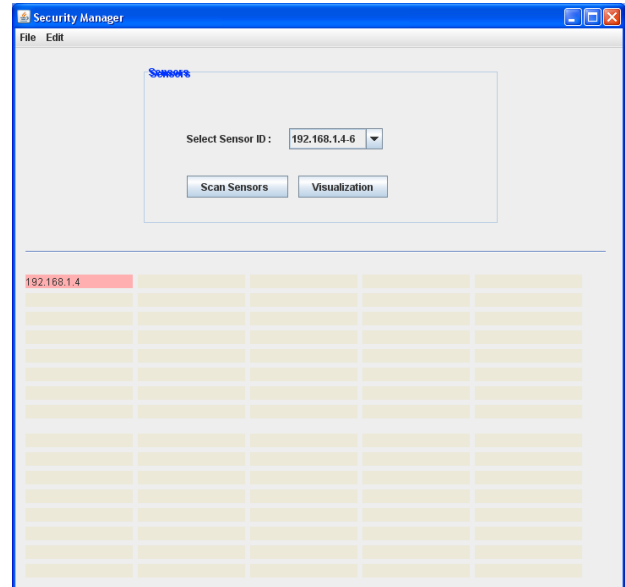 Security Manager
File Edit
Sensors
Select Sensor ID : 192.168.1.4-6
Scan Sensors Visualization
192.168.1.4